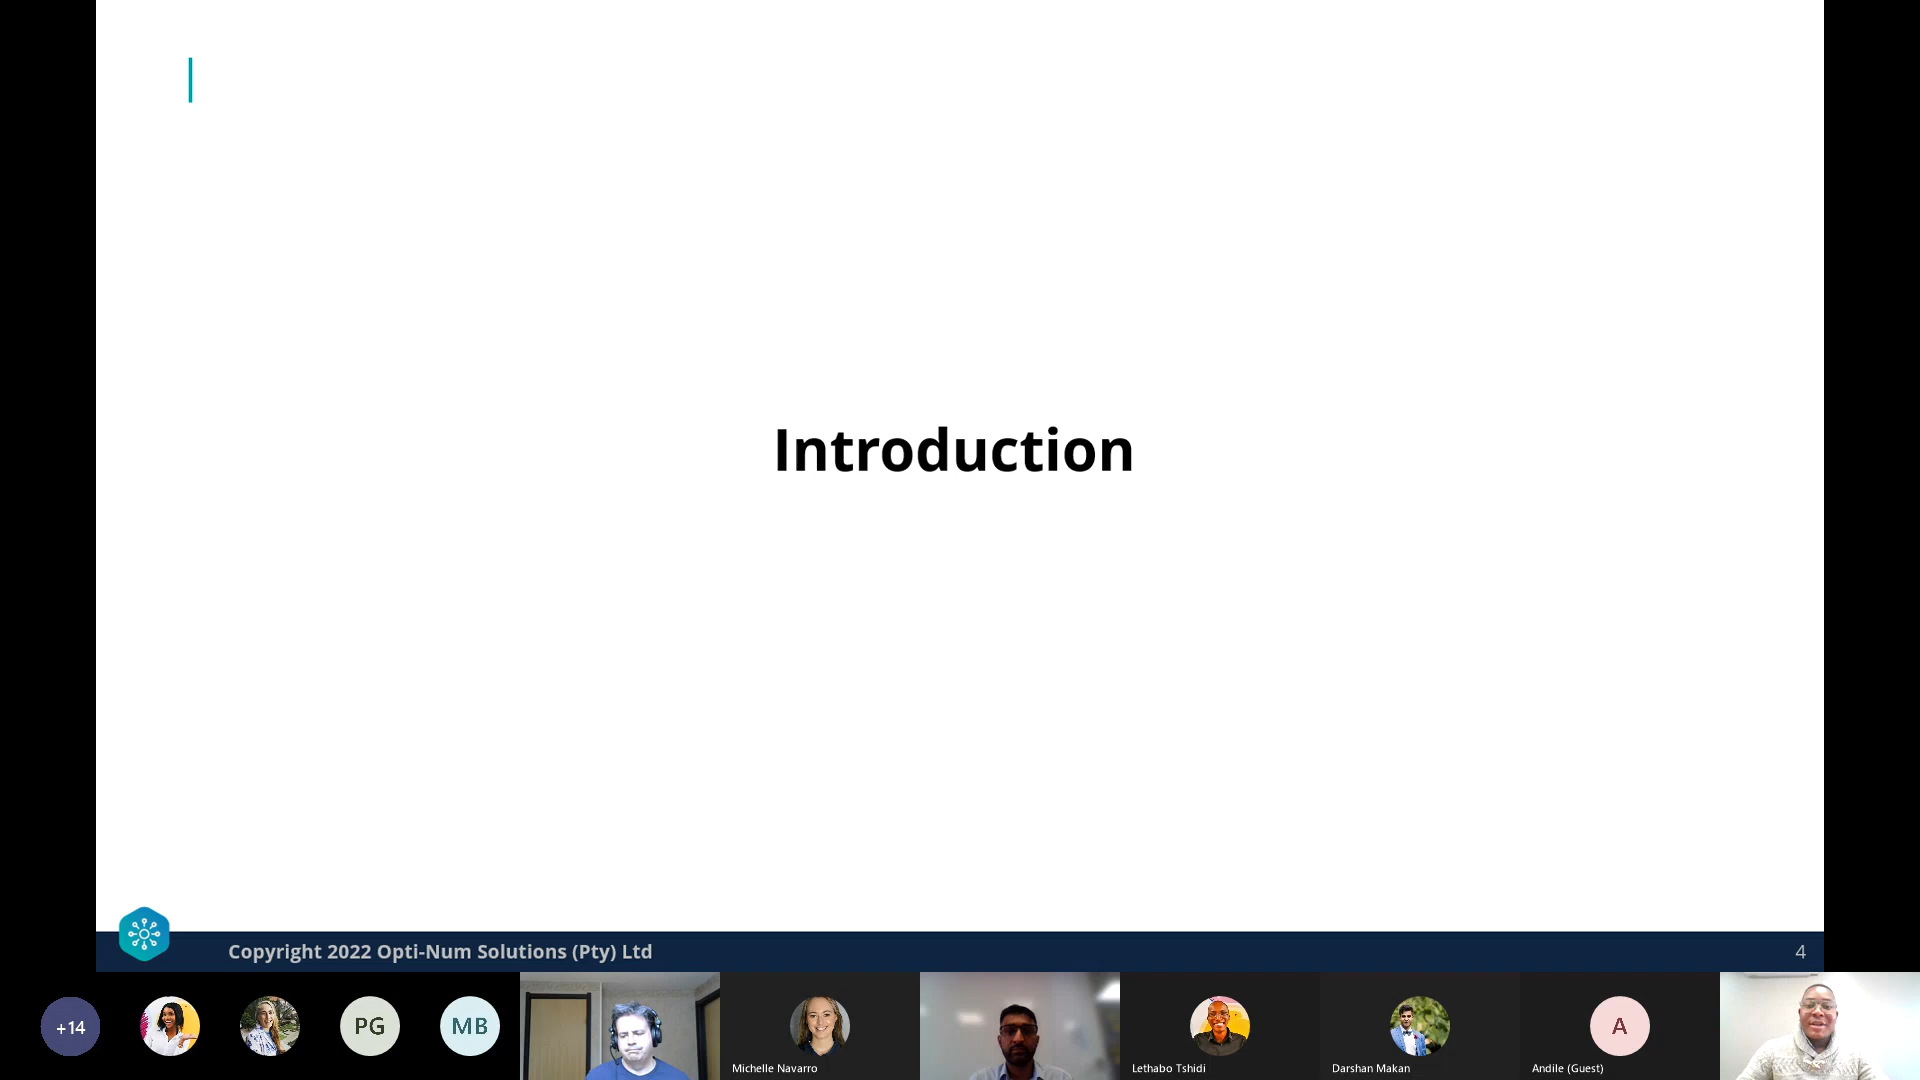 Introduction
Copyright 2022 Opti-Num Solutions (Pty) Ltd
4
+14
PG
MB
Michelle Navarro
Lethabo Tshidi
Darshan Makan
A
Andile (Guest)